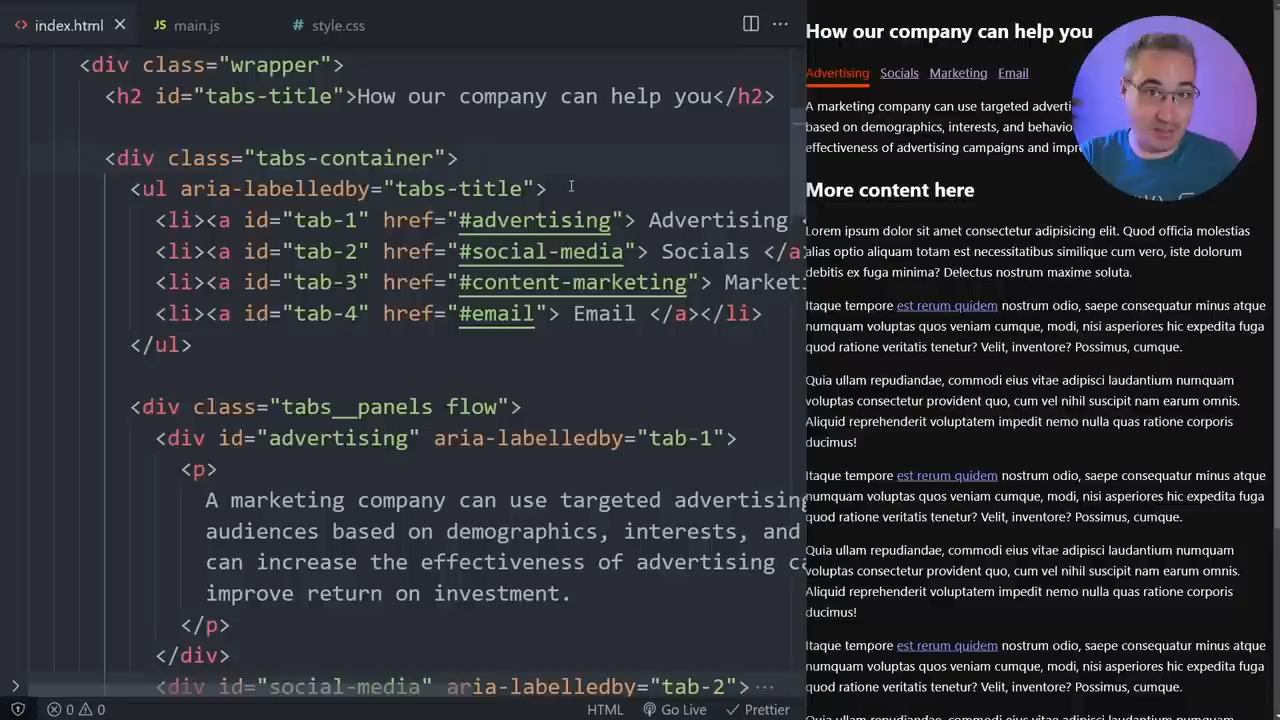 <> index.html ×
JS main.js
# style.css
<div class="wrapper">
<h2 id="tabs-title">How our company can help you</h2>
<div class="tabs-container">
<ul aria-labelledby="tabs-title">
<li><a id="tab-1" href="#advertising"> Advertising <
<li><a id="tab-2" href="#social-media"> Socials </a
<li><a id="tab-3" href="#content-marketing"> Marketi
<li><a id="tab-4" href="#email"> Email </a></li>
</ul>
<div class="tabs__panels flow">
<div id="advertising" aria-labelledby="tab-1">
<p>
A marketing company can use targeted advertising
audiences based on demographics, interests, and
can increase the effectiveness of advertising ca
improve return on investment.
</p>
</div>
<div id="social-media" aria-labelledby="tab-2">···
0 0
HTML
Go Live
Prettier
How our company can help you
Advertising Socials Marketing Email
A marketing company can use targeted adverti
based on demographics, interests, and behavio
effectiveness of advertising campaigns and impr
More content here
Lorem ipsum dolor sit amet consectetur adipisicing elit. Quod officia molestias
alias optio aliquam totam est necessitatibus similique cum vero, iste dolorum
debitis ex fuga minima? Delectus nostrum maxime soluta.
Itaque tempore est rerum quidem nostrum odio, saepe consequatur minus atque
numquam voluptas quos veniam cumque, modi, nisi asperiores hic expedita fuga
quod ratione veritatis tenetur? Velit, inventore? Possimus, cumque.
Quia ullam repudiandae, commodi eius vitae adipisci laudantium numquam
voluptas consectetur provident quo, cum vel nihil suscipit nam earum omnis.
Aliquid reprehenderit voluptatem impedit nemo nulla quas ratione corporis
ducimus!
Itaque tempore est rerum quidem nostrum odio, saepe consequatur minus atque
numquam voluptas quos veniam cumque, modi, nisi asperiores hic expedita fuga
quod ratione veritatis tenetur? Velit, inventore? Possimus, cumque.
Quia ullam repudiandae, commodi eius vitae adipisci laudantium numquam
voluptas consectetur provident quo, cum vel nihil suscipit nam earum omnis.
Aliquid reprehenderit voluptatem impedit nemo nulla quas ratione corporis
ducimus!
Itaque tempore est rerum quidem nostrum odio, saepe consequatur minus atque
numquam voluptas quos veniam cumque, modi, nisi asperiores hic expedita fuga
quod ratione veritatis tenetur? Velit, inventore? Possimus, cumque.